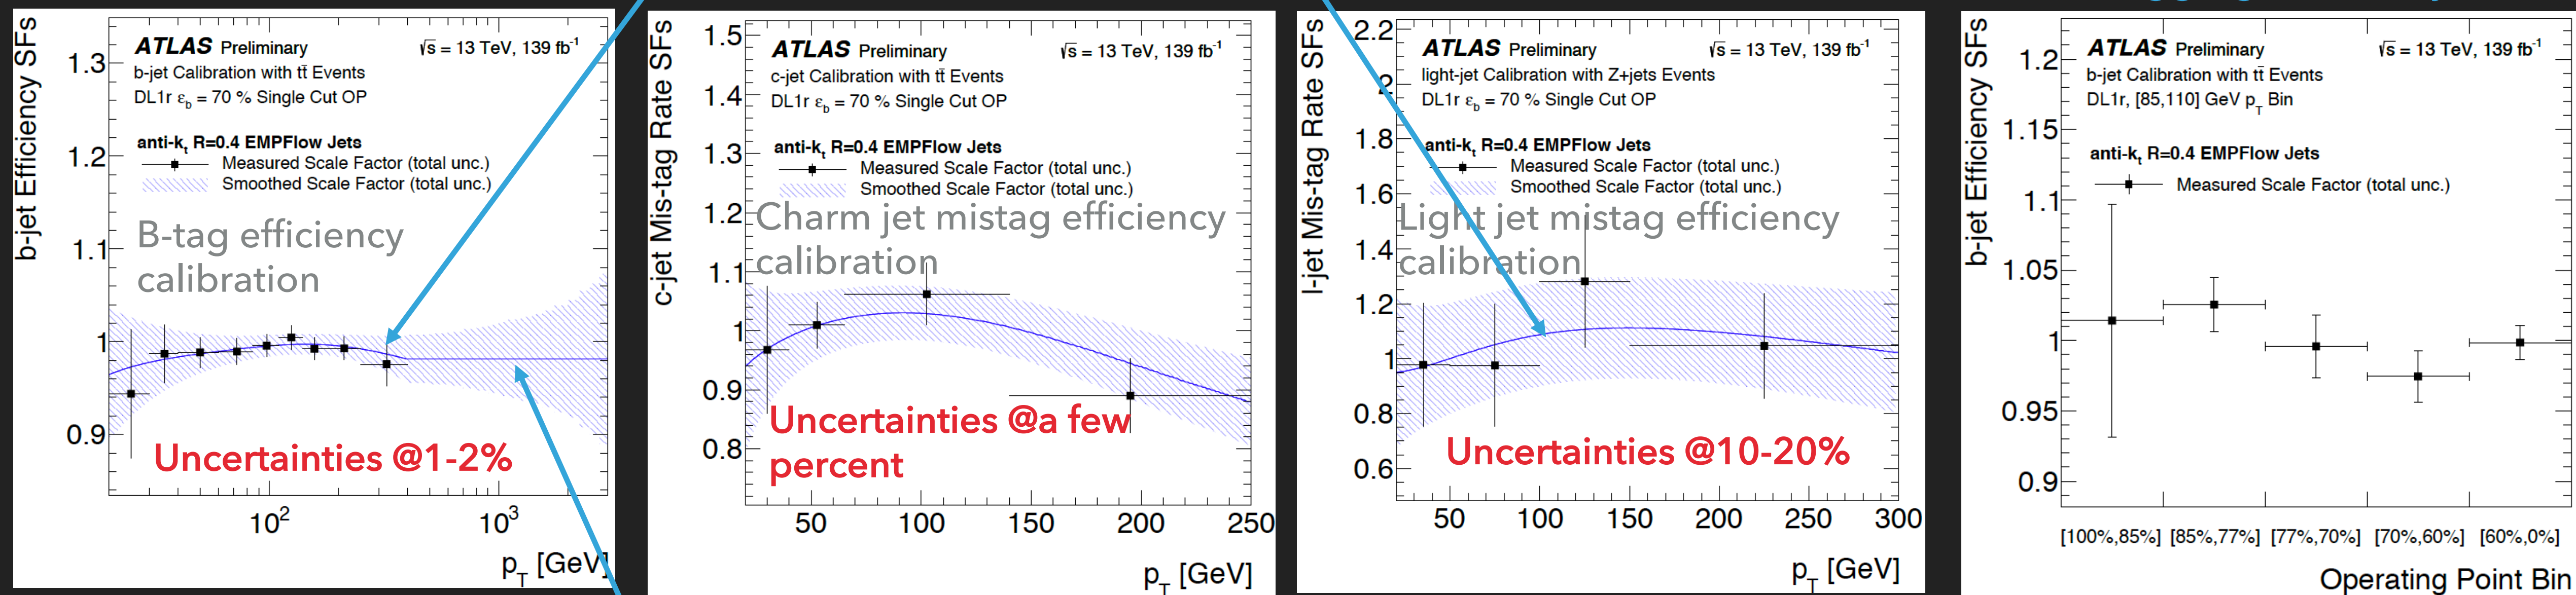 b-jet Efficiency SFs
ATLAS Preliminary
√s = 13 TeV, 139 fb⁻¹
b-jet Calibration with tt̄ Events
DL1r ε_b = 70 % Single Cut OP
anti-k_t R=0.4 EMPFlow Jets
Measured Scale Factor (total unc.)
Smoothed Scale Factor (total unc.)
B-tag efficiency
calibration
Uncertainties @1-2%
1.3
1.2
1.1
1
0.9
10² 10³
p_T [GeV]
c-jet Mis-tag Rate SFs
ATLAS Preliminary
√s = 13 TeV, 139 fb⁻¹
c-jet Calibration with tt̄ Events
DL1r ε_b = 70 % Single Cut OP
anti-k_t R=0.4 EMPFlow Jets
Measured Scale Factor (total unc.)
Smoothed Scale Factor (total unc.)
Charm jet mistag efficiency
calibration
Uncertainties @a few
percent
1.5
1.4
1.3
1.2
1.1
1
0.9
0.8
50 100 150 200 250
p_T [GeV]
l-jet Mis-tag Rate SFs
ATLAS Preliminary
√s = 13 TeV, 139 fb⁻¹
light-jet Calibration with Z+jets Events
DL1r ε_b = 70 % Single Cut OP
anti-k_t R=0.4 EMPFlow Jets
Measured Scale Factor (total unc.)
Smoothed Scale Factor (total unc.)
Light jet mistag efficiency
calibration
Uncertainties @10-20%
2.2
2
1.8
1.6
1.4
1.2
1
0.8
0.6
50 100 150 200 250 300
p_T [GeV]
b-jet Efficiency SFs
ATLAS Preliminary
√s = 13 TeV, 139 fb⁻¹
b-jet Calibration with tt̄ Events
DL1r, [85,110] GeV p_T Bin
anti-k_t R=0.4 EMPFlow Jets
Measured Scale Factor (total unc.)
1.2
1.15
1.1
1.05
1
0.95
0.9
[100%,85%] [85%,77%] [77%,70%] [70%,60%] [60%,0%]
Operating Point Bin